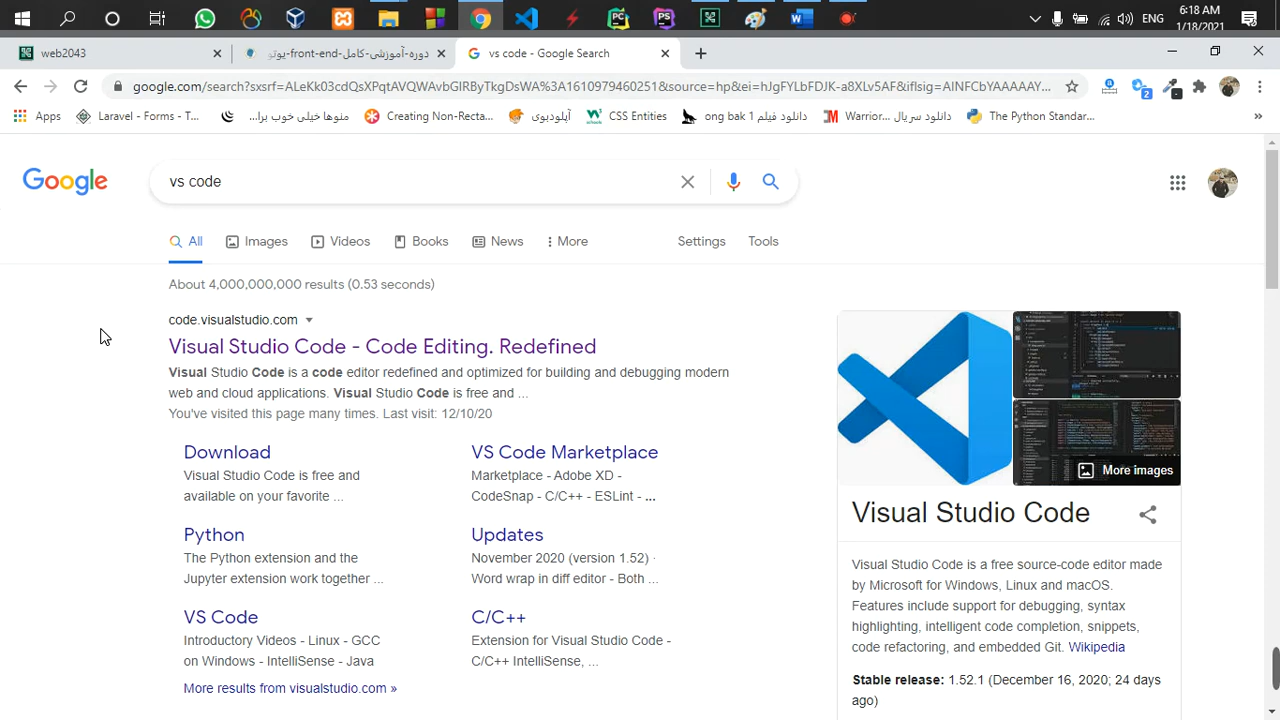 ENG
6:18 AM
1/18/2021
web2043
دوره-آموزشی-کامل-front-end-یوتیو
vs code - Google Search
google.com/search?sxsrf=ALeKk03cdQsXPqtAVQWAAbGIRByTkgDsWA%3A1610979460251&source=hp&ei=hJgFYLbFDJK-a8XLv5AF&iflsig=AINFCbYAAAAAY...
2
Apps
Laravel - Forms - T...
منوها خیلی خوبن برا...
Creating Non-Recta...
آپلودبوی
CSS Entities
دانلود فیلم ong bak 1
دانلود سریال Warrior...
The Python Standar...
»
Google
vs code
All
Images
Videos
Books
News
More
Settings
Tools
About 4,000,000,000 results (0.53 seconds)
code.visualstudio.com
Visual Studio Code - Code Editing. Redefined
Visual Studio Code is a code editor redefined and optimized for building and debugging modern
web and cloud applications. Visual Studio Code is free and ...
You've visited this page many times. Last visit: 12/10/20
Download
Visual Studio Code is free and
available on your favorite ...
VS Code Marketplace
Marketplace - Adobe XD -
CodeSnap - C/C++ - ESLint - ...
Python
The Python extension and the
Jupyter extension work together ...
Updates
November 2020 (version 1.52) ·
Word wrap in diff editor - Both ...
VS Code
Introductory Videos - Linux - GCC
on Windows - IntelliSense - Java
C/C++
Extension for Visual Studio Code -
C/C++ IntelliSense, ...
More results from visualstudio.com »
More images
Visual Studio Code
Visual Studio Code is a free source-code editor made
by Microsoft for Windows, Linux and macOS.
Features include support for debugging, syntax
highlighting, intelligent code completion, snippets,
code refactoring, and embedded Git. Wikipedia
Stable release: 1.52.1 (December 16, 2020; 24 days
ago)